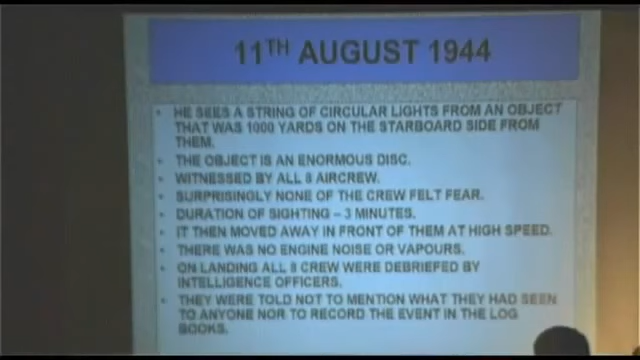 11TH AUGUST 1944
• HE SEES A STRING OF CIRCULAR LIGHTS FROM AN OBJECT
THAT WAS 1000 YARDS ON THE STARBOARD SIDE FROM
THEM.
• THE OBJECT IS AN ENORMOUS DISC.
• WITNESSED BY ALL 8 AIRCREW.
• SURPRISINGLY NONE OF THE CREW FELT FEAR.
• DURATION OF SIGHTING – 3 MINUTES.
• IT THEN MOVED AWAY IN FRONT OF THEM AT HIGH SPEED.
• THERE WAS NO ENGINE NOISE OR VAPOURS.
• ON LANDING ALL 8 CREW WERE DEBRIEFED BY
INTELLIGENCE OFFICERS.
• THEY WERE TOLD NOT TO MENTION WHAT THEY HAD SEEN
TO ANYONE NOR TO RECORD THE EVENT IN THE LOG
BOOKS.